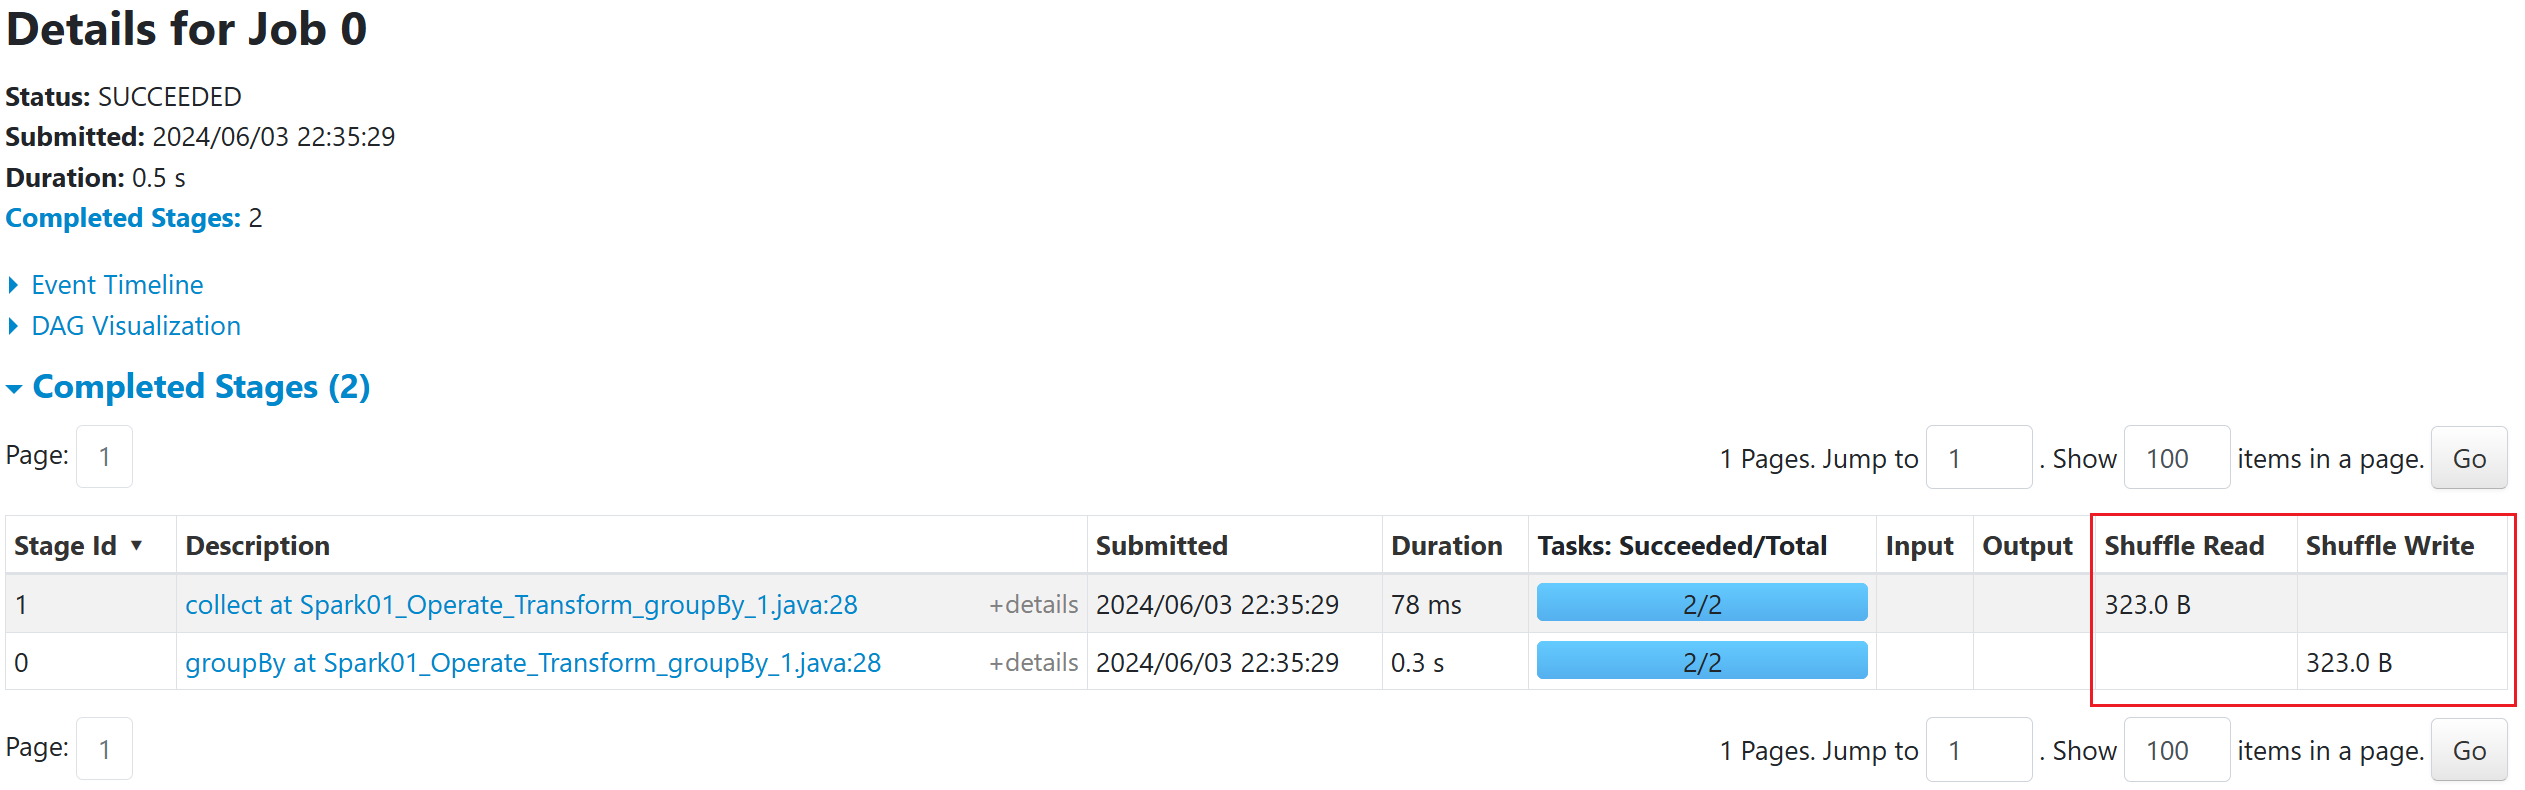 Details for Job 0
Status: SUCCEEDED
Submitted: 2024/06/03 22:35:29
Duration: 0.5 s
Completed Stages: 2
Event Timeline
DAG Visualization
Completed Stages (2)
Page: 1 1 Pages. Jump to 1 . Show 100 items in a page. Go
Stage Id ▼ Description Submitted Duration Tasks: Succeeded/Total Input Output Shuffle Read Shuffle Write
1 collect at Spark01_Operate_Transform_groupBy_1.java:28 +details 2024/06/03 22:35:29 78 ms 2/2 323.0 B
0 groupBy at Spark01_Operate_Transform_groupBy_1.java:28 +details 2024/06/03 22:35:29 0.3 s 2/2 323.0 B
Page: 1 1 Pages. Jump to 1 . Show 100 items in a page. Go